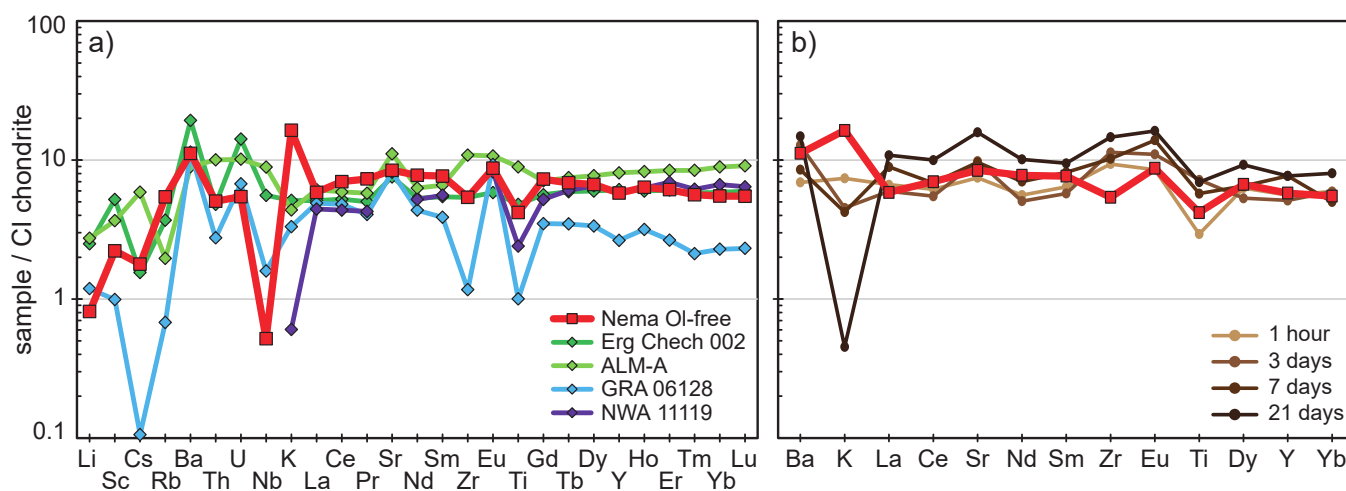 sample / CI chondrite
100
10
1
0.1
a)
Nema Ol-free
Erg Chech 002
ALM-A
GRA 06128
NWA 11119
Li Cs Ba U K Ce Sr Sm Eu Gd Dy Ho Tm Lu
Sc Rb Th Nb La Pr Nd Zr Ti Tb Y Er Yb
b)
1 hour
3 days
7 days
21 days
Ba K La Ce Sr Nd Sm Zr Eu Ti Dy Y Yb